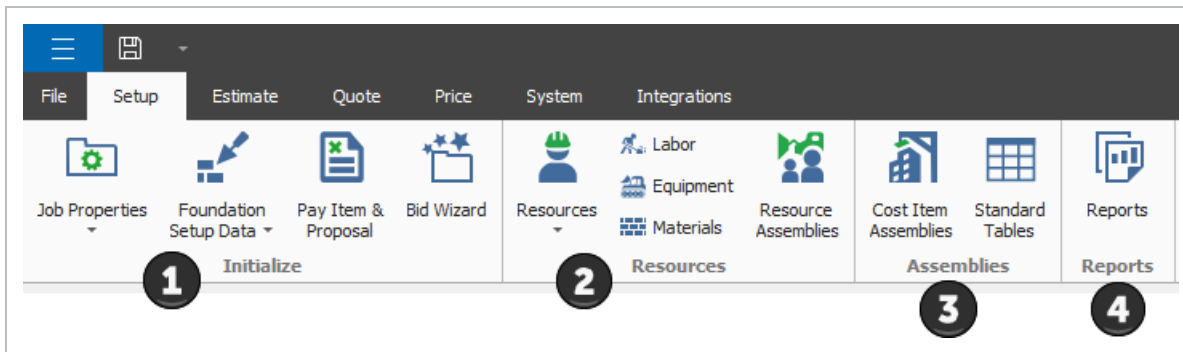 File Setup Estimate Quote Price System Integrations
Job Properties
Foundation
Setup Data
Pay Item &
Proposal
Bid Wizard
Resources
Labor
Equipment
Materials
Resource
Assemblies
Cost Item
Assemblies
Standard
Tables
Reports
Initialize Resources Assemblies Reports
1 2 3 4